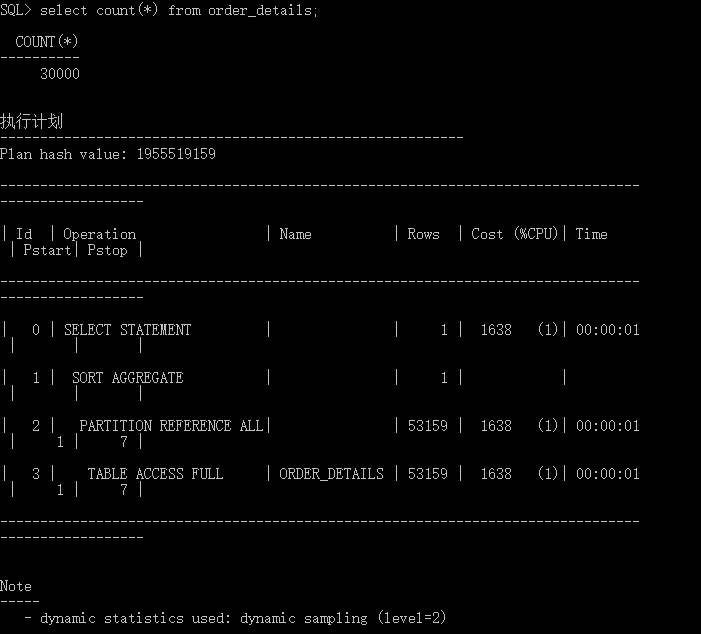 SQL> select count(*) from order_details;
  COUNT(*)
----------
     30000
执行计划
----------------------------------------------------------
Plan hash value: 1955519159
--------------------------------------------------------------------------------
------------------
| Id  | Operation                | Name          | Rows  | Cost (%CPU)| Time
 | Pstart| Pstop |
--------------------------------------------------------------------------------
------------------
|   0 | SELECT STATEMENT         |               |     1 |  1638   (1)| 00:00:01
 |       |       |
|   1 |  SORT AGGREGATE          |               |     1 |            |
 |       |       |
|   2 |   PARTITION REFERENCE ALL|               | 53159 |  1638   (1)| 00:00:01
 |     1 |     7 |
|   3 |    TABLE ACCESS FULL     | ORDER_DETAILS | 53159 |  1638   (1)| 00:00:01
 |     1 |     7 |
--------------------------------------------------------------------------------
------------------
Note
-----
   - dynamic statistics used: dynamic sampling (level=2)